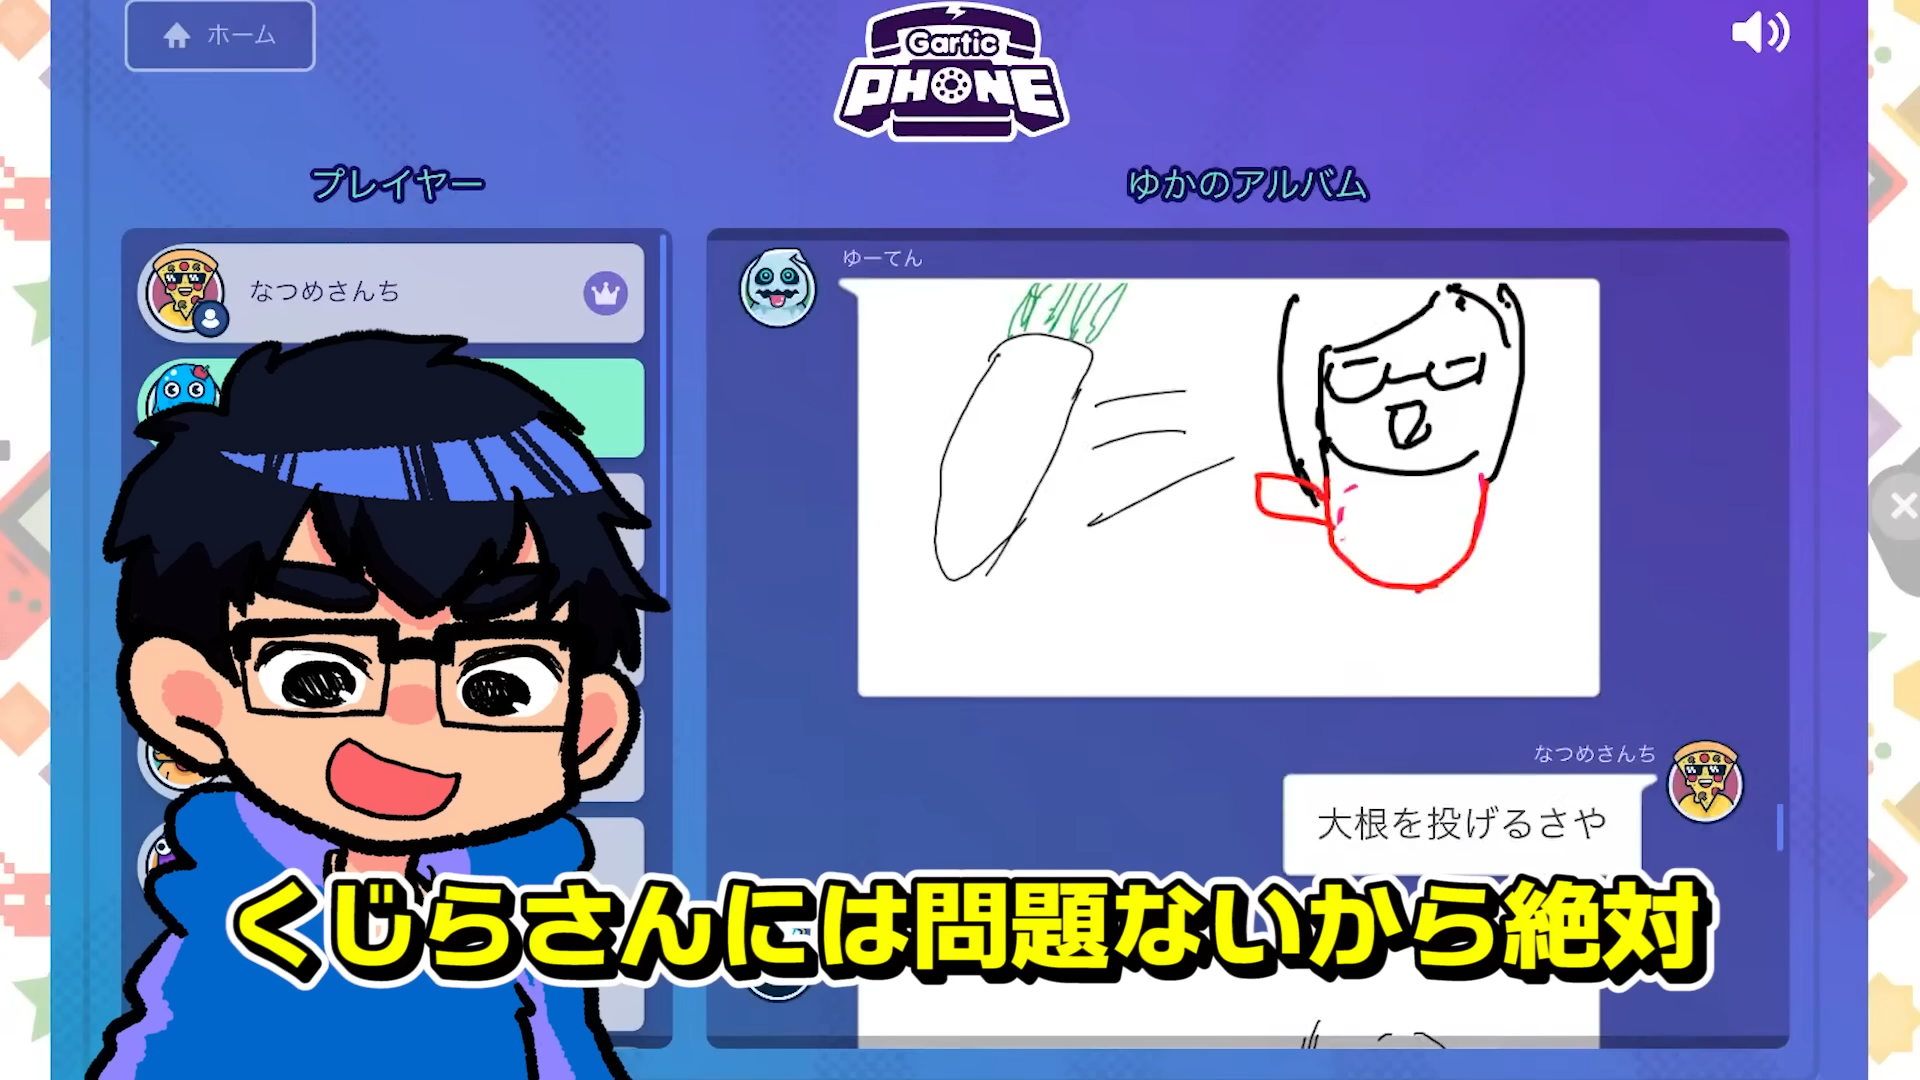 ホーム
Gartic
PHONE
プレイヤー
ゆかのアルバム
なつめさんち
ゆーてん
なつめさんち
大根を投げるさや
くじらさんには問題ないから絶対